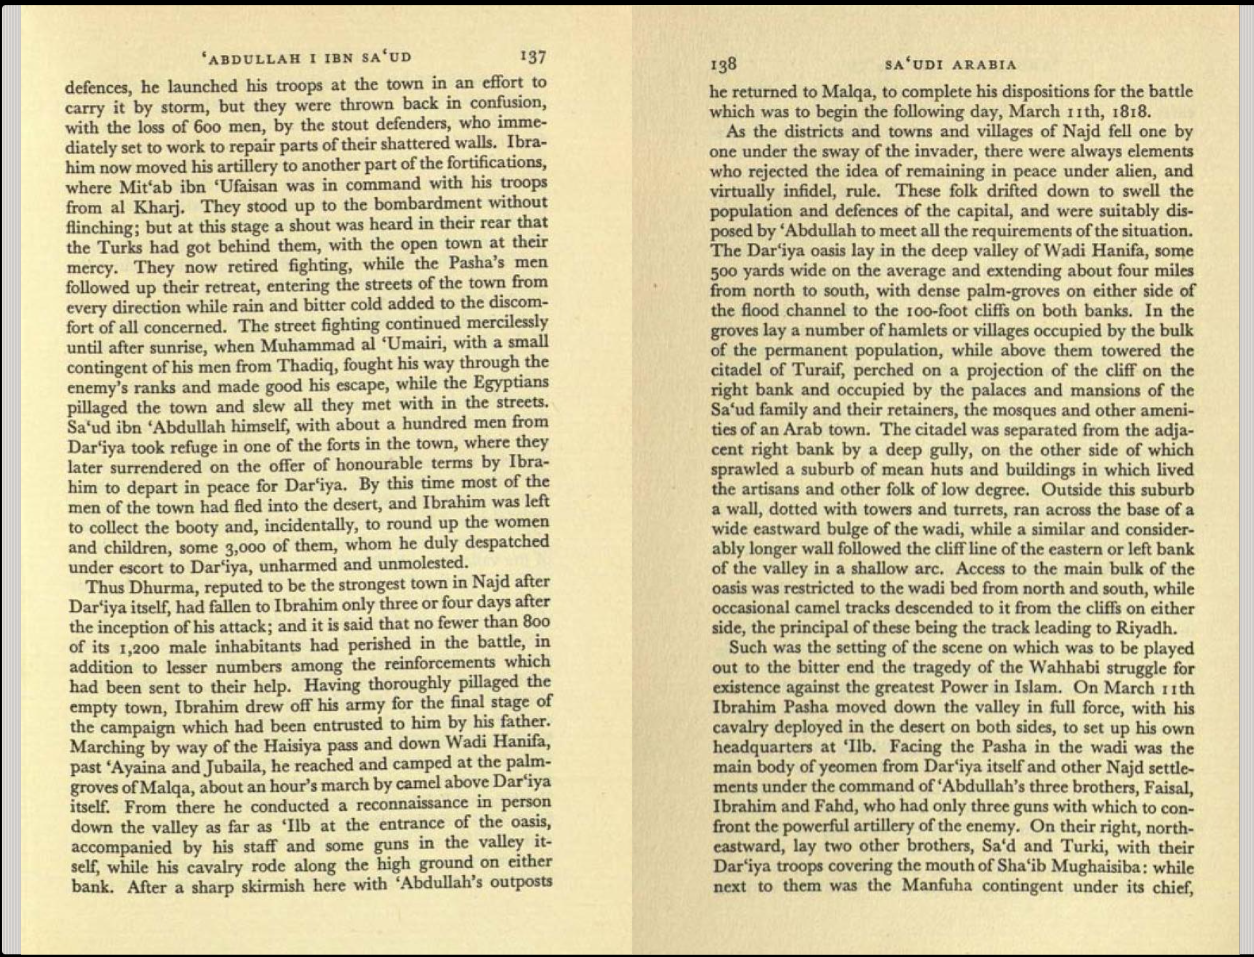 ‘ABDULLAH I IBN SA‘UD 137
defences, he launched his troops at the town in an effort to
carry it by storm, but they were thrown back in confusion,
with the loss of 600 men, by the stout defenders, who imme-
diately set to work to repair parts of their shattered walls. Ibra-
him now moved his artillery to another part of the fortifications,
where Mit‘ab ibn ‘Ufaisan was in command with his troops
from al Kharj. They stood up to the bombardment without
flinching; but at this stage a shout was heard in their rear that
the Turks had got behind them, with the open town at their
mercy. They now retired fighting, while the Pasha's men
followed up their retreat, entering the streets of the town from
every direction while rain and bitter cold added to the discom-
fort of all concerned. The street fighting continued mercilessly
until after sunrise, when Muhammad al ‘Umairi, with a small
contingent of his men from Thadiq, fought his way through the
enemy's ranks and made good his escape, while the Egyptians
pillaged the town and slew all they met with in the streets.
Sa‘ud ibn ‘Abdullah himself, with about a hundred men from
Dar‘iya took refuge in one of the forts in the town, where they
later surrendered on the offer of honourable terms by Ibra-
him to depart in peace for Dar‘iya. By this time most of the
men of the town had fled into the desert, and Ibrahim was left
to collect the booty and, incidentally, to round up the women
and children, some 3,000 of them, whom he duly despatched
under escort to Dar‘iya, unharmed and unmolested.
Thus Dhurma, reputed to be the strongest town in Najd after
Dar‘iya itself, had fallen to Ibrahim only three or four days after
the inception of his attack; and it is said that no fewer than 800
of its 1,200 male inhabitants had perished in the battle, in
addition to lesser numbers among the reinforcements which
had been sent to their help. Having thoroughly pillaged the
empty town, Ibrahim drew off his army for the final stage of
the campaign which had been entrusted to him by his father.
Marching by way of the Haisiya pass and down Wadi Hanifa,
past ‘Ayaina and Jubaila, he reached and camped at the palm-
groves of Malqa, about an hour's march by camel above Dar‘iya
itself. From there he conducted a reconnaissance in person
down the valley as far as ‘Ilb at the entrance of the oasis,
accompanied by his staff and some guns in the valley it-
self, while his cavalry rode along the high ground on either
bank. After a sharp skirmish here with ‘Abdullah's outposts
138 SA‘UDI ARABIA
he returned to Malqa, to complete his dispositions for the battle
which was to begin the following day, March 11th, 1818.
As the districts and towns and villages of Najd fell one by
one under the sway of the invader, there were always elements
who rejected the idea of remaining in peace under alien, and
virtually infidel, rule. These folk drifted down to swell the
population and defences of the capital, and were suitably dis-
posed by ‘Abdullah to meet all the requirements of the situation.
The Dar‘iya oasis lay in the deep valley of Wadi Hanifa, some
500 yards wide on the average and extending about four miles
from north to south, with dense palm-groves on either side of
the flood channel to the 100-foot cliffs on both banks. In the
groves lay a number of hamlets or villages occupied by the bulk
of the permanent population, while above them towered the
citadel of Turaif, perched on a projection of the cliff on the
right bank and occupied by the palaces and mansions of the
Sa‘ud family and their retainers, the mosques and other ameni-
ties of an Arab town. The citadel was separated from the adja-
cent right bank by a deep gully, on the other side of which
sprawled a suburb of mean huts and buildings in which lived
the artisans and other folk of low degree. Outside this suburb
a wall, dotted with towers and turrets, ran across the base of a
wide eastward bulge of the wadi, while a similar and consider-
ably longer wall followed the cliff line of the eastern or left bank
of the valley in a shallow arc. Access to the main bulk of the
oasis was restricted to the wadi bed from north and south, while
occasional camel tracks descended to it from the cliffs on either
side, the principal of these being the track leading to Riyadh.
Such was the setting of the scene on which was to be played
out to the bitter end the tragedy of the Wahhabi struggle for
existence against the greatest Power in Islam. On March 11th
Ibrahim Pasha moved down the valley in full force, with his
cavalry deployed in the desert on both sides, to set up his own
headquarters at ‘Ilb. Facing the Pasha in the wadi was the
main body of yeomen from Dar‘iya itself and other Najd settle-
ments under the command of ‘Abdullah's three brothers, Faisal,
Ibrahim and Fahd, who had only three guns with which to con-
front the powerful artillery of the enemy. On their right, north-
eastward, lay two other brothers, Sa‘d and Turki, with their
Dar‘iya troops covering the mouth of Sha‘ib Mughaisiba: while
next to them was the Manfuha contingent under its chief,